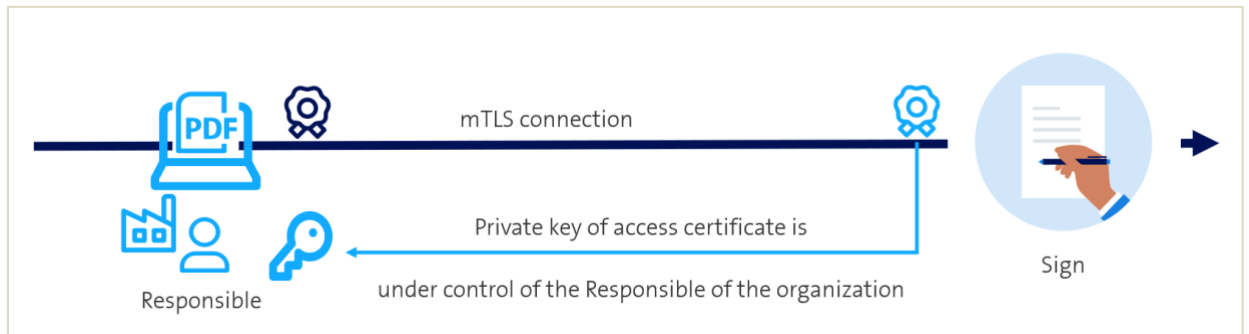 PDF
mTLS connection
Private key of access certificate is
under control of the Responsible of the organization
Responsible
Sign